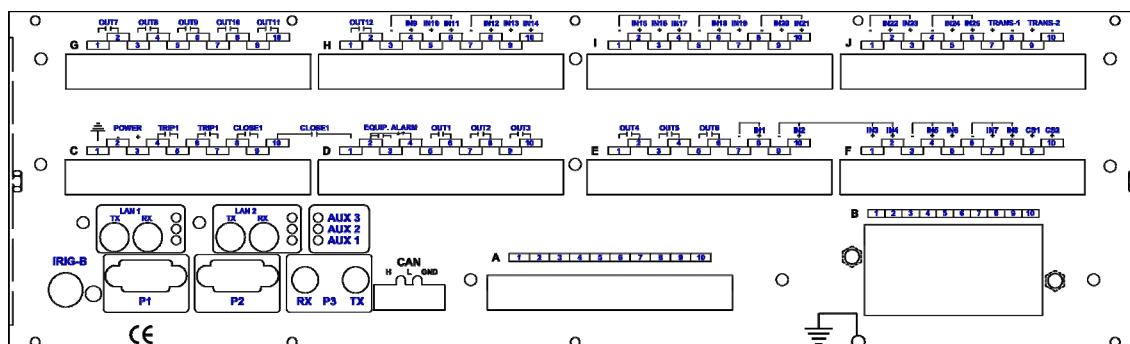 OUT7 OUT8 OUT9 OUT10 OUT11
G 1 2 3 4 5 6 7 8 9 10
OUT12 IN9 IN10 IN11 IN12 IN13 IN14
H 1 2 3 4 5 6 7 8 9 10
IN15 IN16 IN17 IN18 IN19 IN20 IN21
I 1 2 3 4 5 6 7 8 9 10
IN22 IN23 IN24 IN25 TRANS-1 TRANS-2
J 1 2 3 4 5 6 7 8 9 10
POWER TRIP1 TRIP1 CLOSE1 CLOSE1
C 1 2 3 4 5 6 7 8 9 10
EQUIP. ALARM OUT1 OUT2 OUT3
D 1 2 3 4 5 6 7 8 9 10
OUT4 OUT5 OUT6 IN1 IN2
E 1 2 3 4 5 6 7 8 9 10
IN3 IN4 IN5 IN6 IN7 IN8 CS1 CS2
F 1 2 3 4 5 6 7 8 9 10
LAN 1
TX RX
LAN 2
TX RX
AUX 3
AUX 2
AUX 1
B 1 2 3 4 5 6 7 8 9 10
A 1 2 3 4 5 6 7 8 9 10
IRIG-B
CAN
H L GND
P1
P2
RX P3 TX
CE